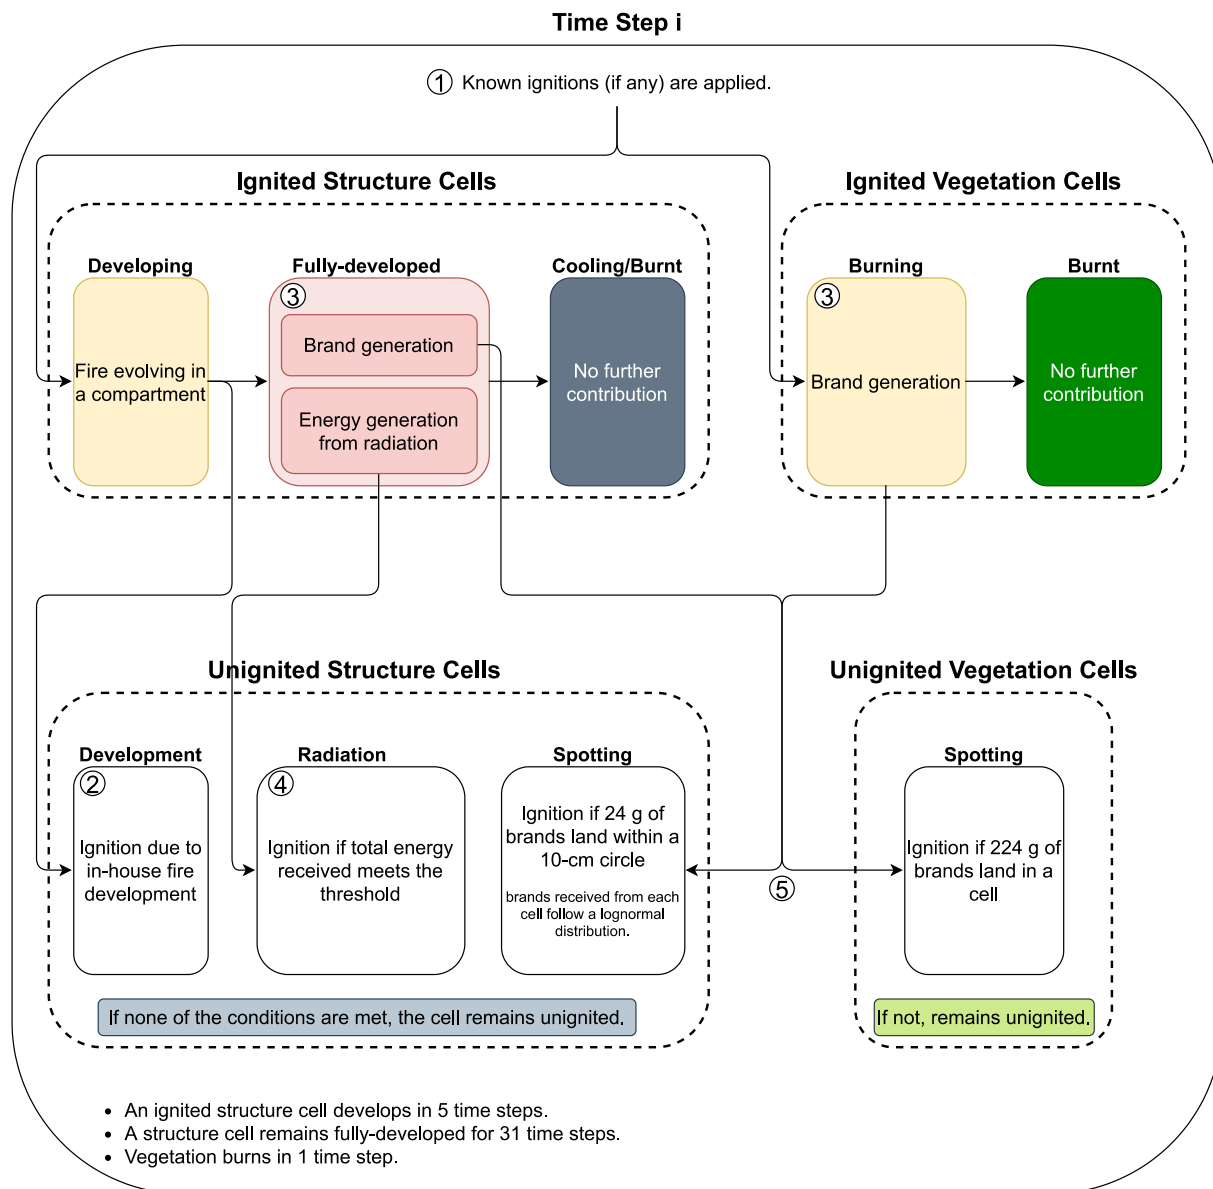 Time Step i
① Known ignitions (if any) are applied.
Ignited Structure Cells
Ignited Vegetation Cells
Developing
Fully-developed
Cooling/Burnt
Burning
Burnt
③
③
Fire evolving in
a compartment
Brand generation
Energy generation
from radiation
No further
contribution
Brand generation
No further
contribution
Unignited Structure Cells
Unignited Vegetation Cells
Development
Radiation
Spotting
Spotting
②
④
Ignition due to
in-house fire
development
Ignition if total energy
received meets the
threshold
Ignition if 24 g of
brands land within a
10-cm circle
brands received from each
cell follow a lognormal
distribution.
⑤
Ignition if 224 g of
brands land in a
cell
If none of the conditions are met, the cell remains unignited.
If not, remains unignited.
• An ignited structure cell develops in 5 time steps.
• A structure cell remains fully-developed for 31 time steps.
• Vegetation burns in 1 time step.